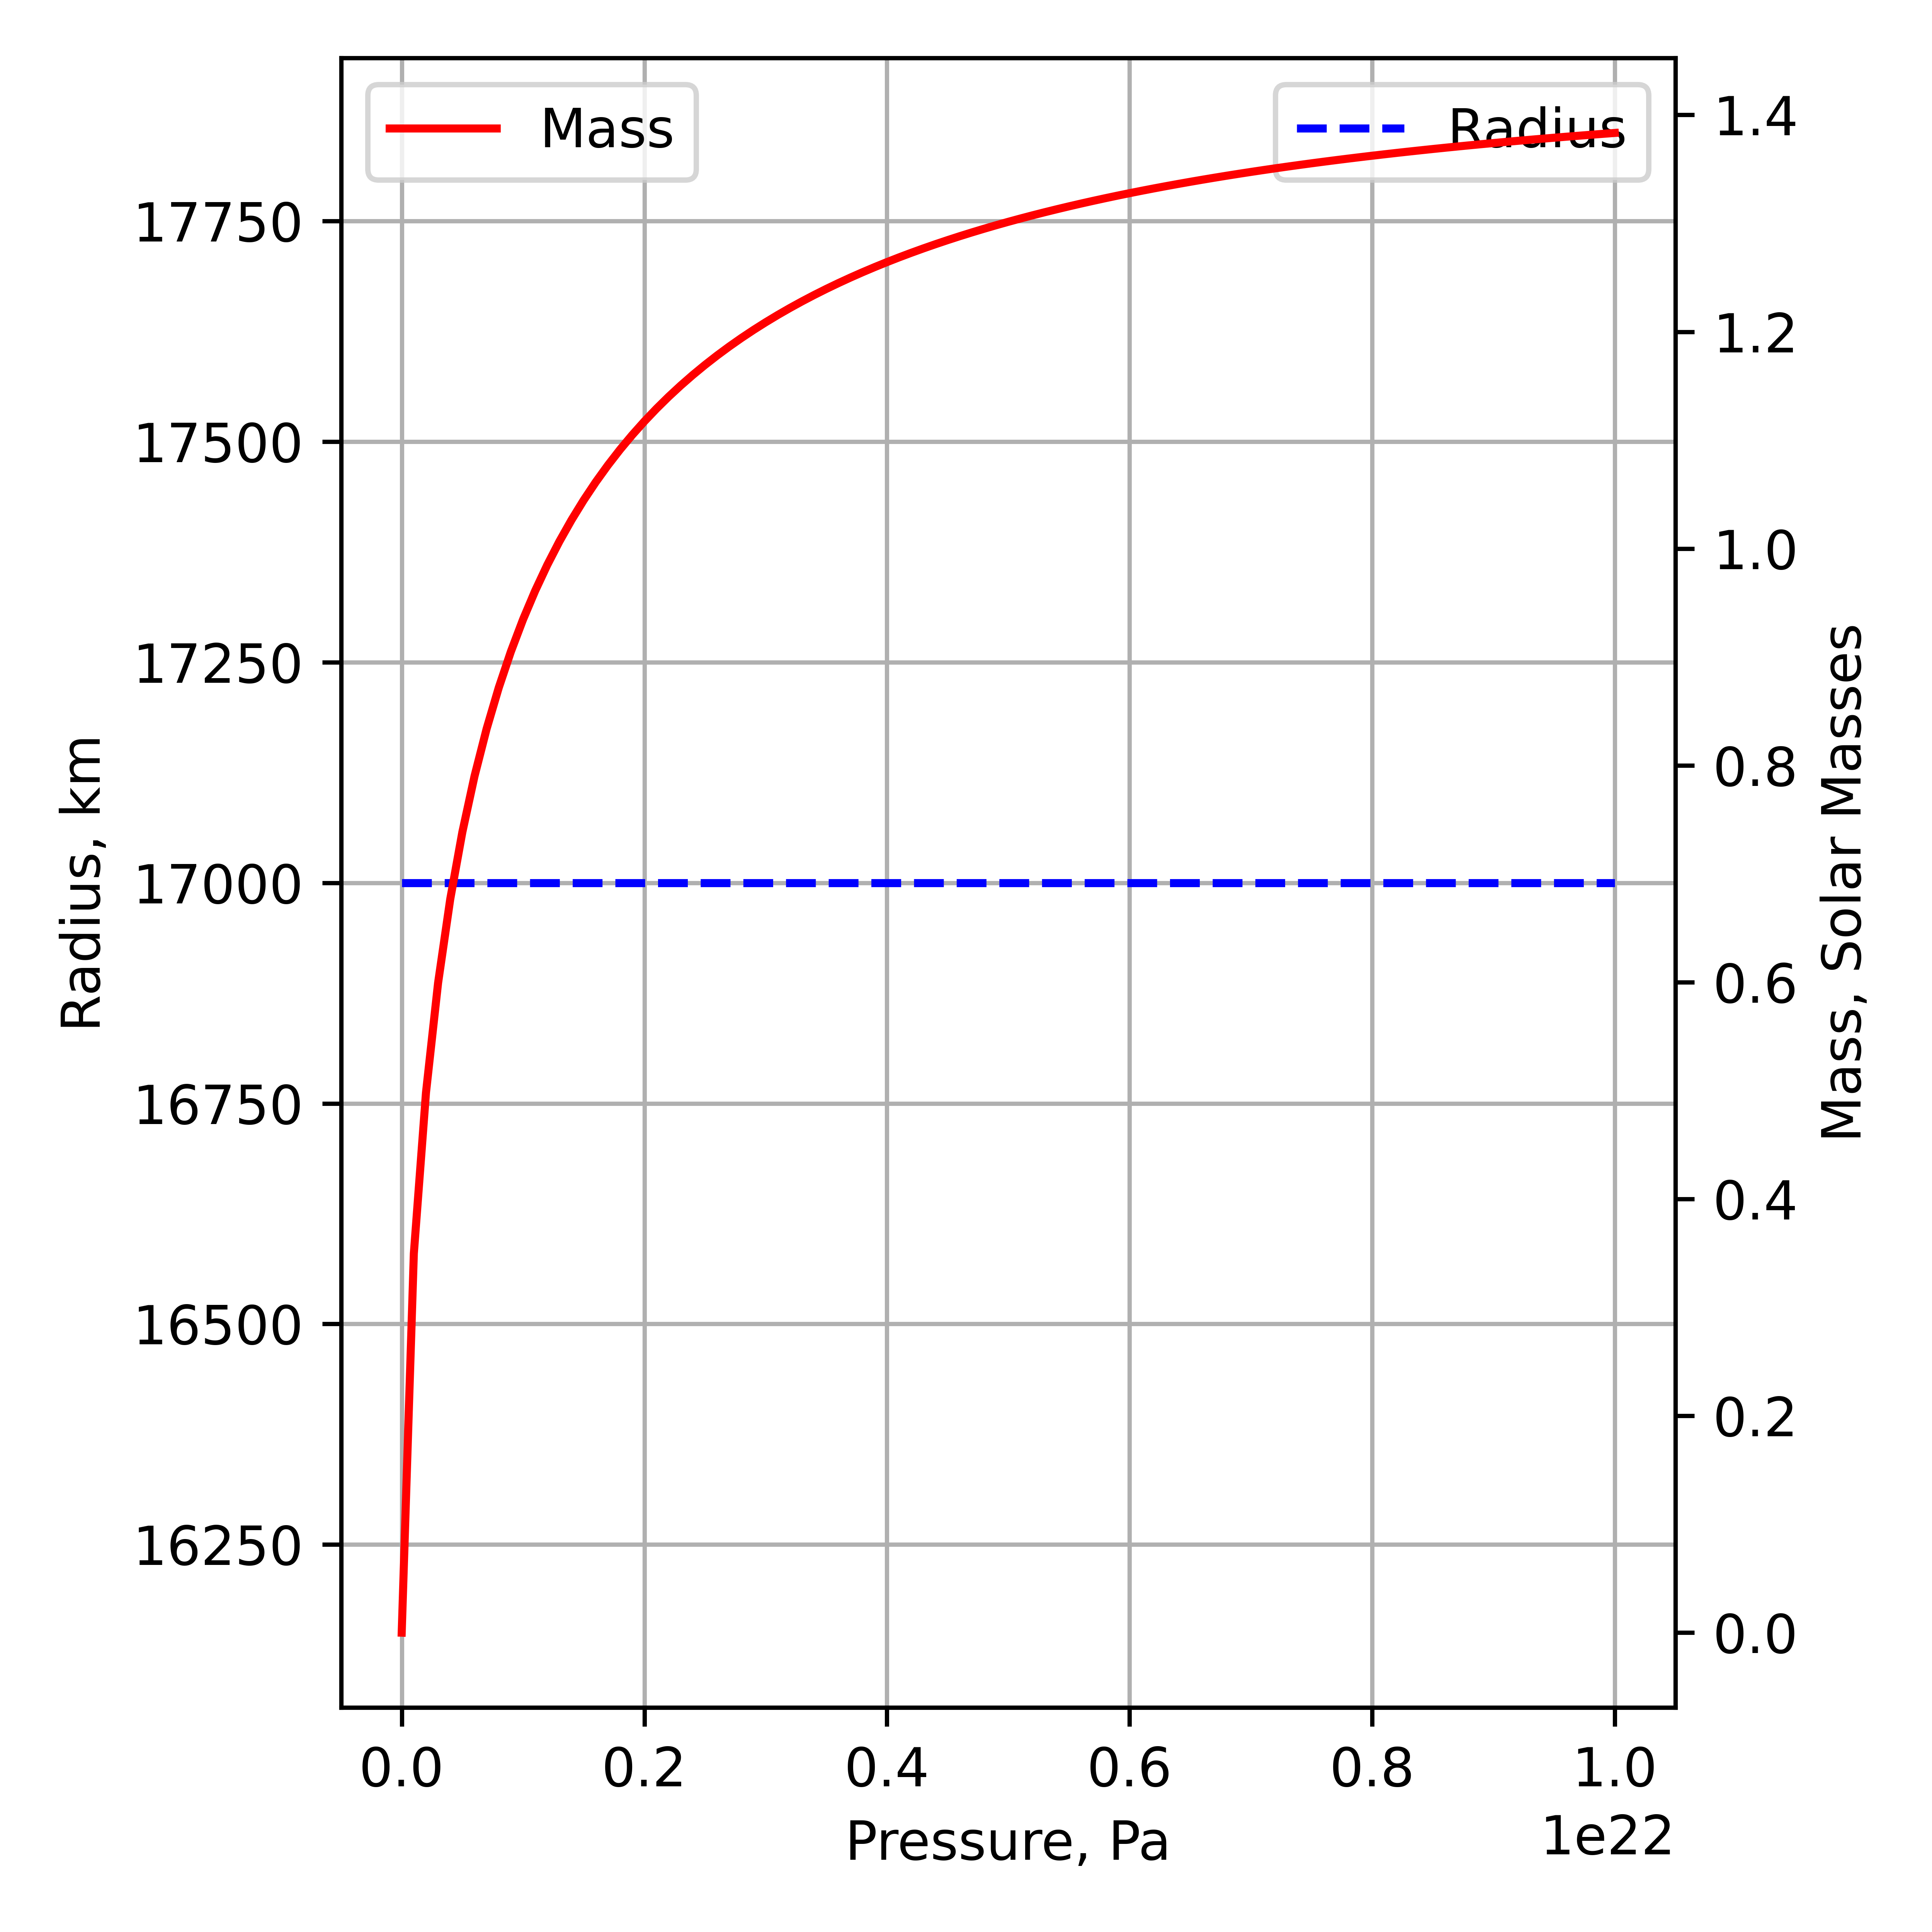 Mass
Radius
17750
17500
17250
17000
16750
16500
16250
Radius, km
1.4
1.2
1.0
0.8
0.6
0.4
0.2
0.0
Mass, Solar Masses
0.0 0.2 0.4 0.6 0.8 1.0
1e22
Pressure, Pa